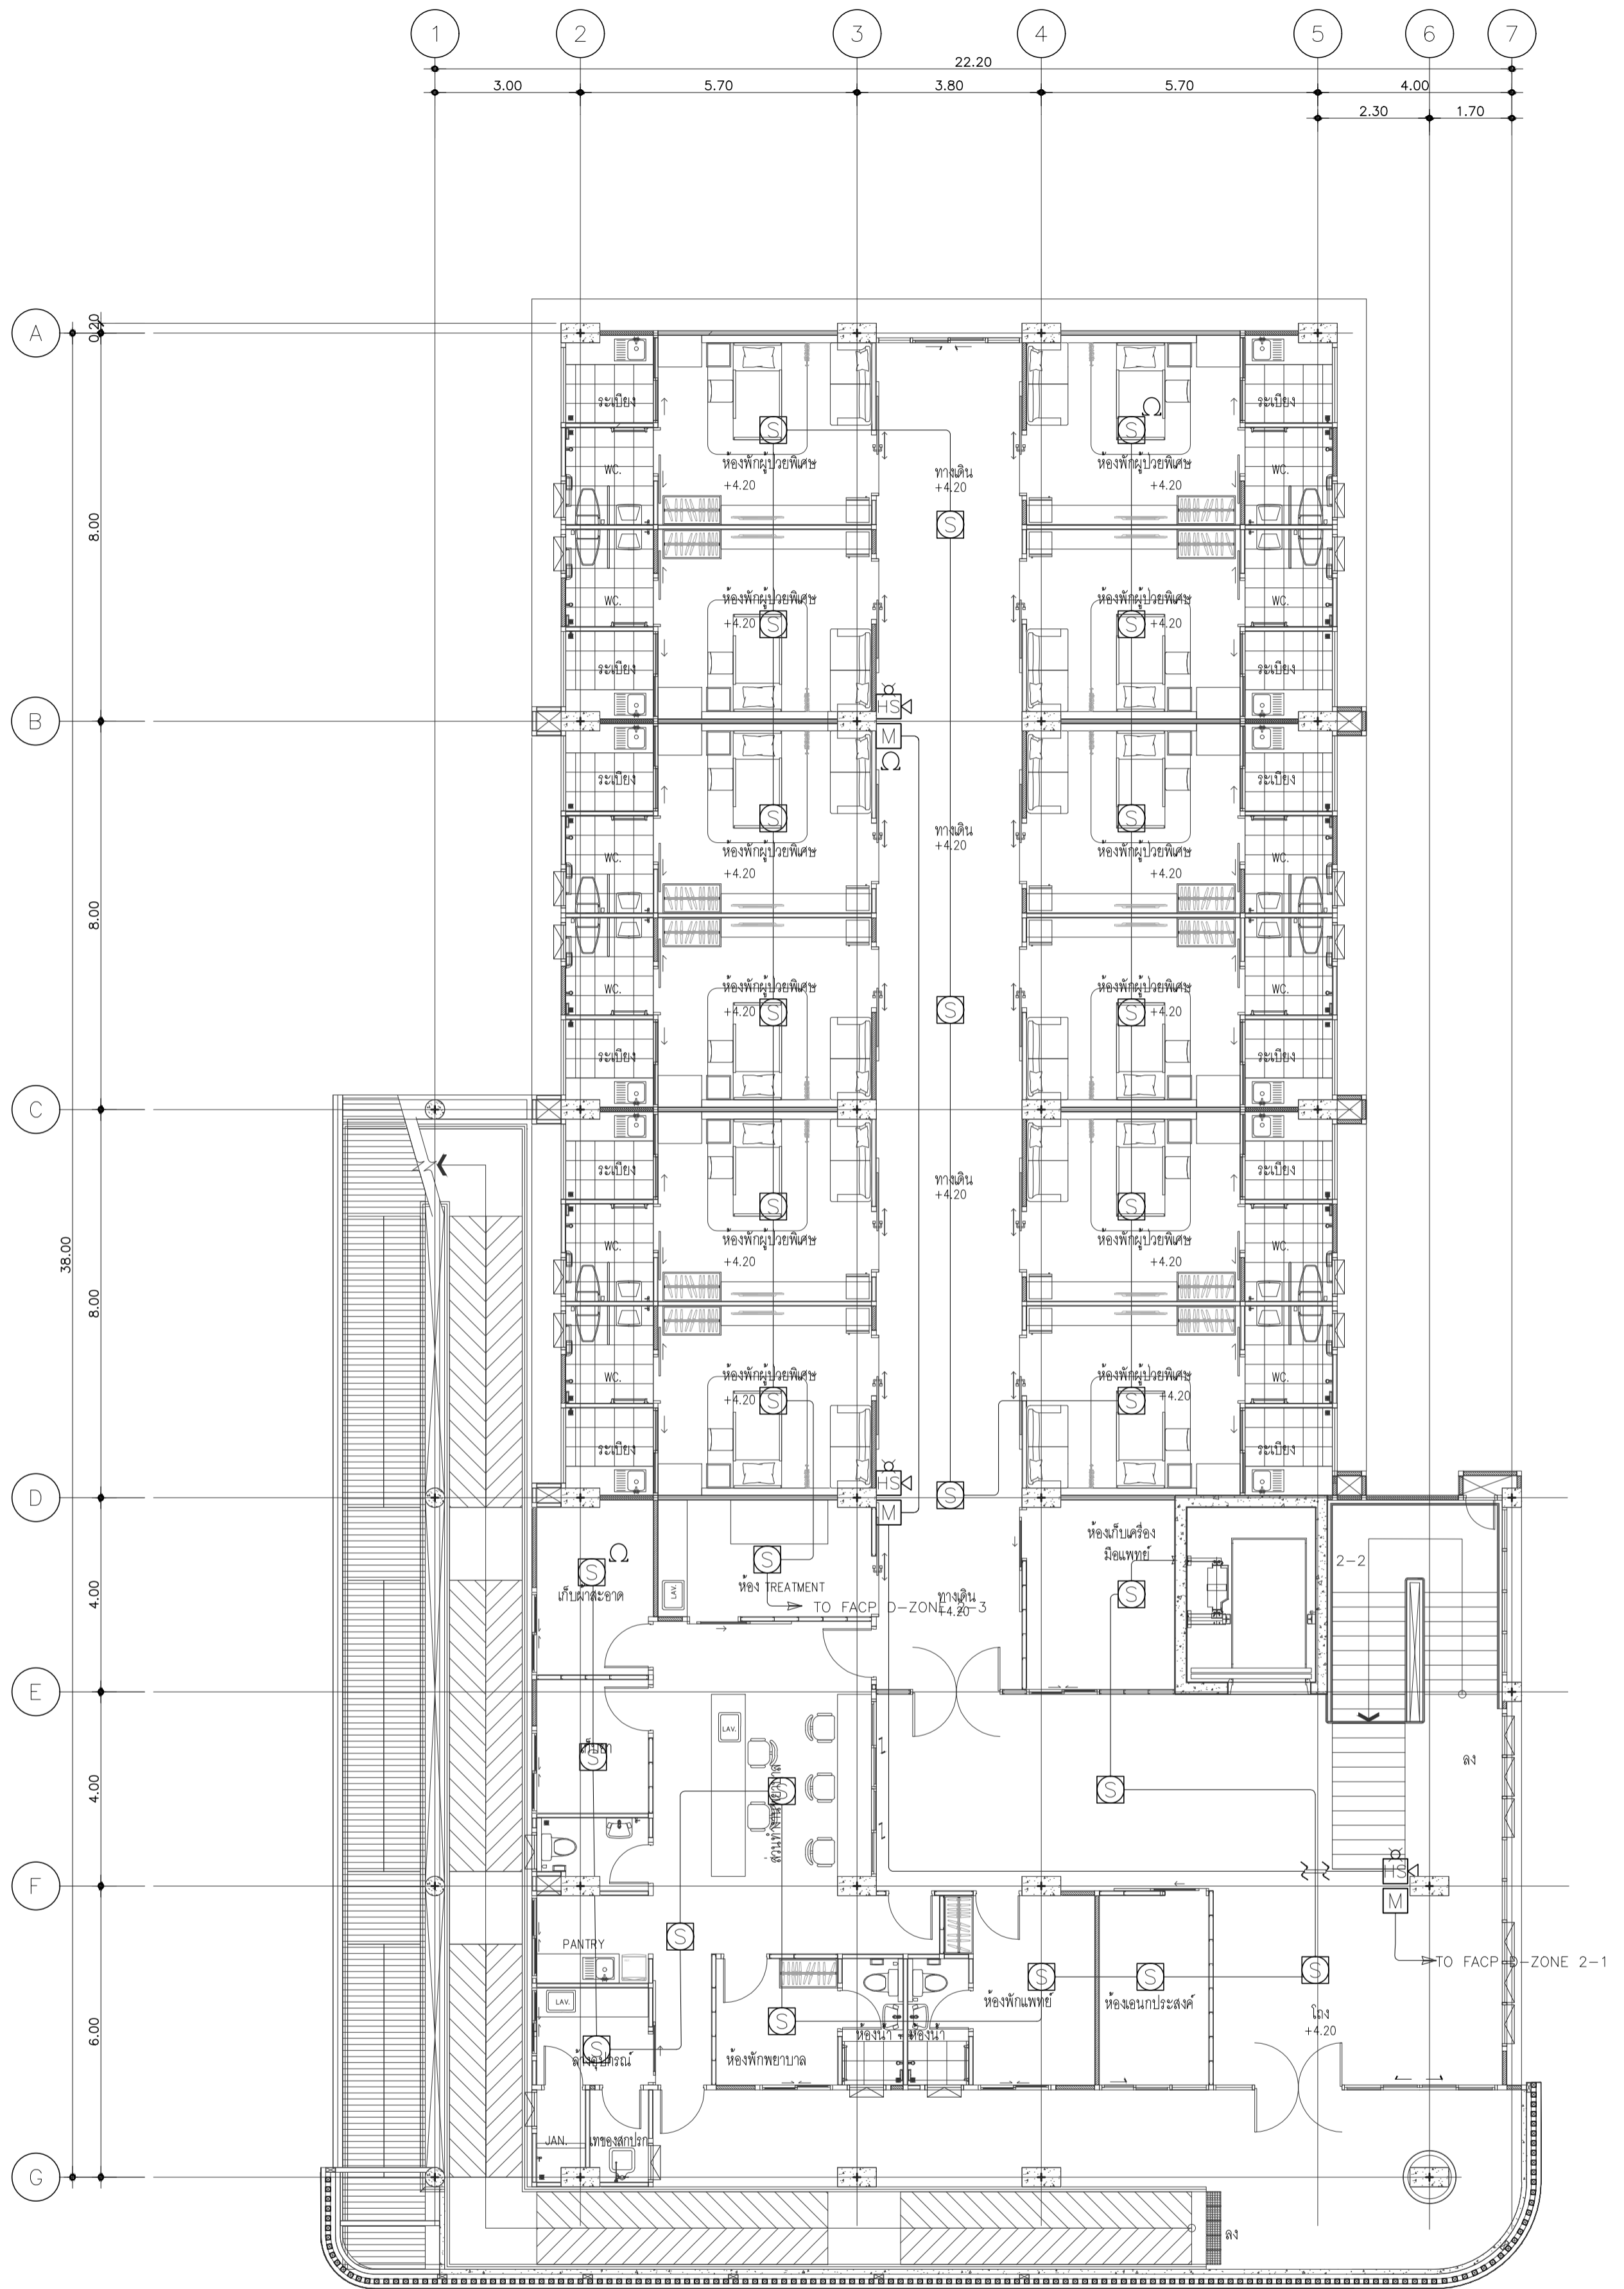 1 2 3 4 5 6 7
22.20
3.00 5.70 3.80 5.70 4.00
2.30 1.70
A
0.20
ระเบียง S S Ω ระเบียง
ห้องพักผู้ป่วยพิเศษ ทางเดิน ห้องพักผู้ป่วยพิเศษ
WC. +4.20 +4.20 +4.20 WC.
8.00 S
ห้องพักผู้ป่วยพิเศษ ห้องพักผู้ป่วยพิเศษ
WC. +4.20 S S +4.20 WC.
ระเบียง ระเบียง
HS
B
M
Ω
ระเบียง ระเบียง
S S
ทางเดิน
+4.20
WC. ห้องพักผู้ป่วยพิเศษ ห้องพักผู้ป่วยพิเศษ WC.
+4.20 +4.20
8.00
WC. ห้องพักผู้ป่วยพิเศษ ห้องพักผู้ป่วยพิเศษ WC.
+4.20 S S S +4.20
ระเบียง ระเบียง
C
ระเบียง ระเบียง
ทางเดิน
+4.20
S S
WC. ห้องพักผู้ป่วยพิเศษ ห้องพักผู้ป่วยพิเศษ WC.
+4.20 +4.20
38.00
8.00
WC. ห้องพักผู้ป่วยพิเศษ ห้องพักผู้ป่วยพิเศษ WC.
+4.20 S S +4.20
ระเบียง ระเบียง
HS
D S
M
ห้องเก็บเครื่อง
มือแพทย์
Ω S 2-2
S ห้อง TREATMENT S
เก็บผ้าสะอาด LAV. ทางเดิน
4.00 TO FACP D-ZONE 2-3
+4.20
E
LAV.
เก็บยา
S ลง
4.00 S S
HS
F
M
PANTRY S
TO FACP D-ZONE 2-1
S S S
LAV. ห้องพักแพทย์ ห้องเอนกประสงค์
โถง
+4.20
S
6.00 S ห้องน้ำ ห้องน้ำ
ล้างอุปกรณ์ ห้องพักพยาบาล
JAN. เทของสกปรก
G
ลง